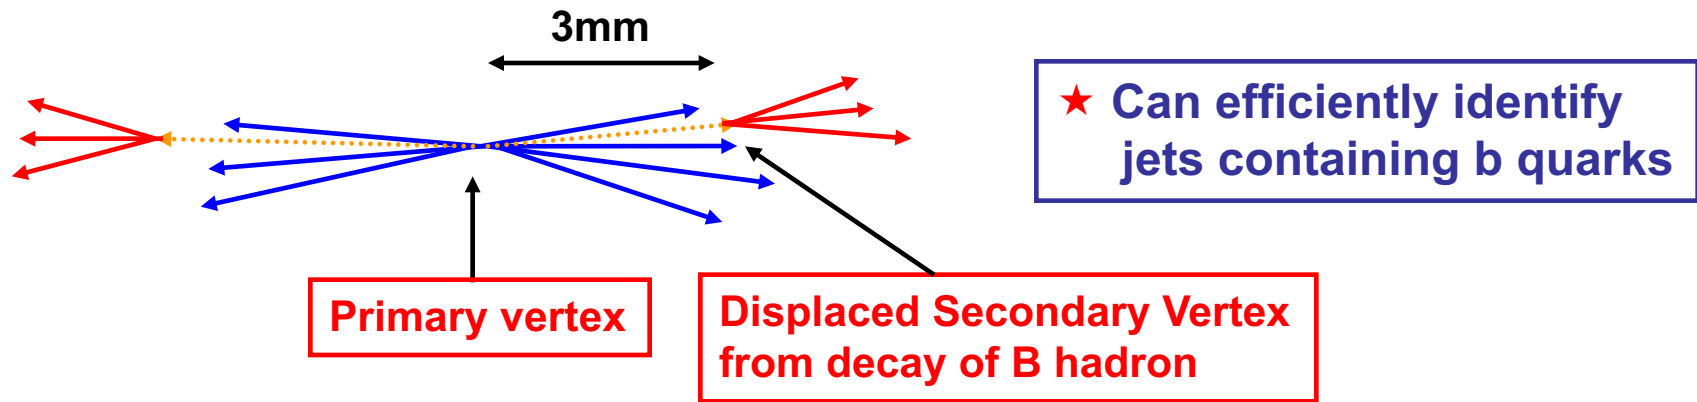 3mm
★ Can efficiently identify
jets containing b quarks
Primary vertex
Displaced Secondary Vertex
from decay of B hadron